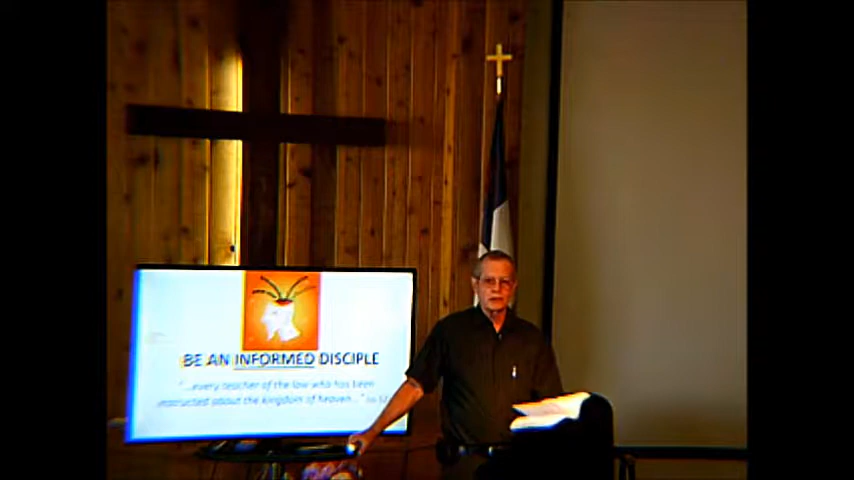 BE AN INFORMED DISCIPLE
"...every teacher of the law who has been
instructed about the kingdom of heaven..."